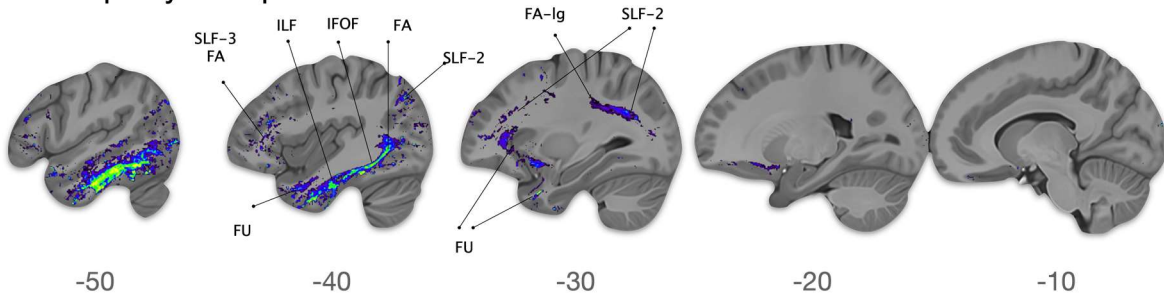 SLF-3
FA
ILF
IFOF
FA
SLF-2
FU
FA-lg
SLF-2
FU
-50
-40
-30
-20
-10